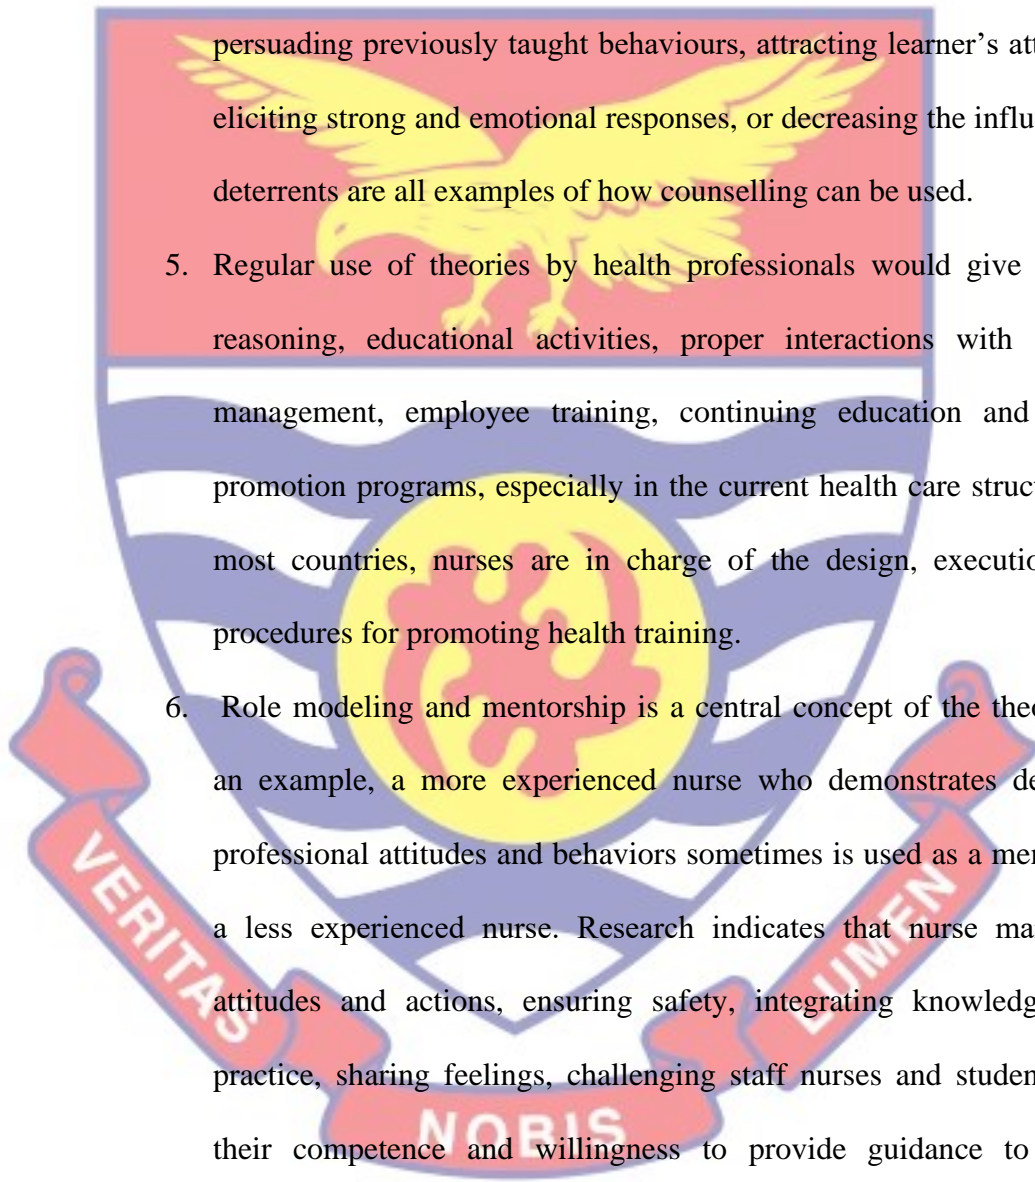 persuading previously taught behaviours, attracting learner's att
eliciting strong and emotional responses, or decreasing the influ
deterrents are all examples of how counselling can be used.
5. Regular use of theories by health professionals would give
reasoning, educational activities, proper interactions with
management, employee training, continuing education and
promotion programs, especially in the current health care struct
most countries, nurses are in charge of the design, executio
procedures for promoting health training.
6. Role modeling and mentorship is a central concept of the theo
an example, a more experienced nurse who demonstrates de
professional attitudes and behaviors sometimes is used as a men
a less experienced nurse. Research indicates that nurse ma
attitudes and actions, ensuring safety, integrating knowledg
practice, sharing feelings, challenging staff nurses and studen
their competence and willingness to provide guidance to
VERITAS
NOBIS
LUMEN